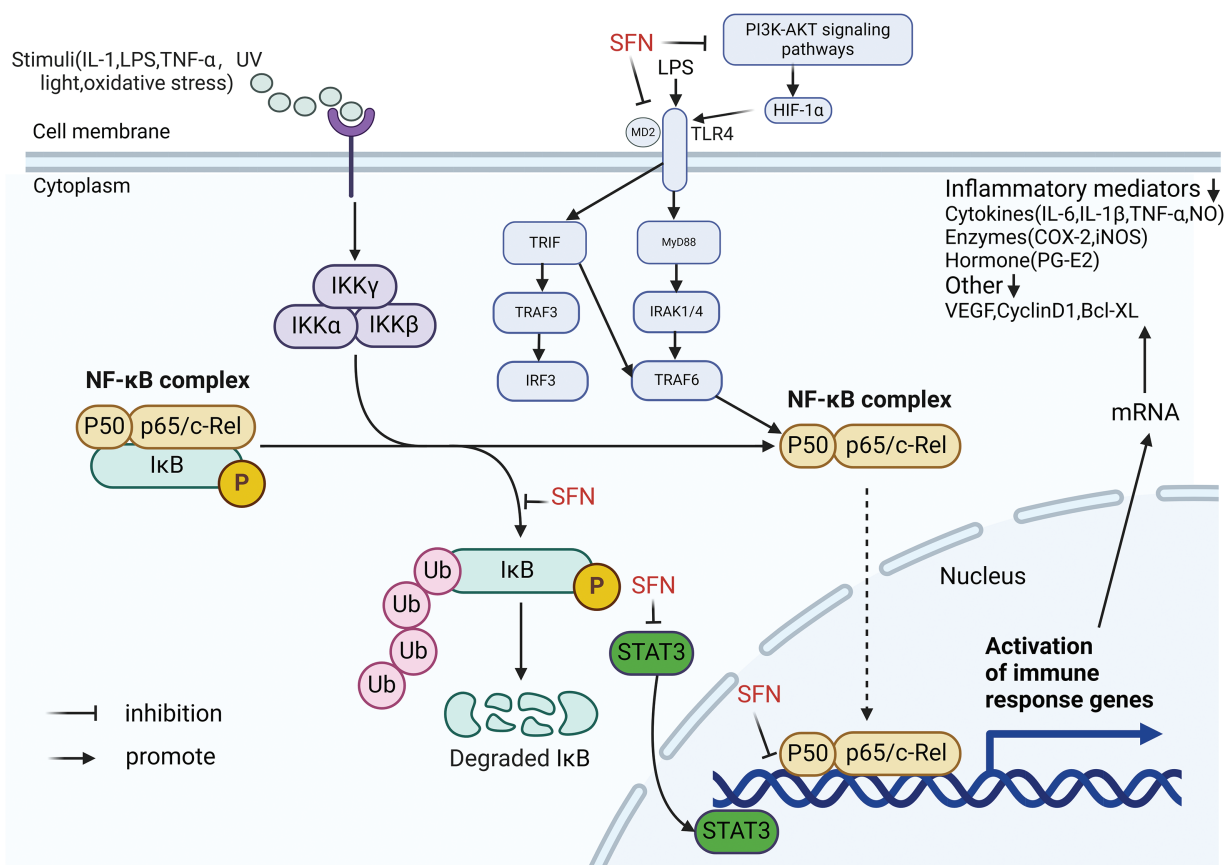 Stimuli(IL-1,LPS,TNF-α, UV
light,oxidative stress)
Cell membrane
Cytoplasm
SFN
PI3K-AKT signaling
pathways
LPS
HIF-1α
MD2
TLR4
Inflammatory mediators
Cytokines(IL-6,IL-1β,TNF-α,NO)
Enzymes(COX-2,iNOS)
Hormone(PG-E2)
Other
VEGF,CyclinD1,Bcl-XL
TRIF
MyD88
IKKγ
IKKα
IKKβ
TRAF3
IRAK1/4
IRF3
TRAF6
NF-κB complex
P50
p65/c-Rel
IκB
P
NF-κB complex
P50
p65/c-Rel
mRNA
SFN
Ub
IκB
P
Ub
Ub
Ub
SFN
STAT3
Nucleus
Activation
of immune
response genes
SFN
P50
p65/c-Rel
STAT3
Degraded IκB
inhibition
promote